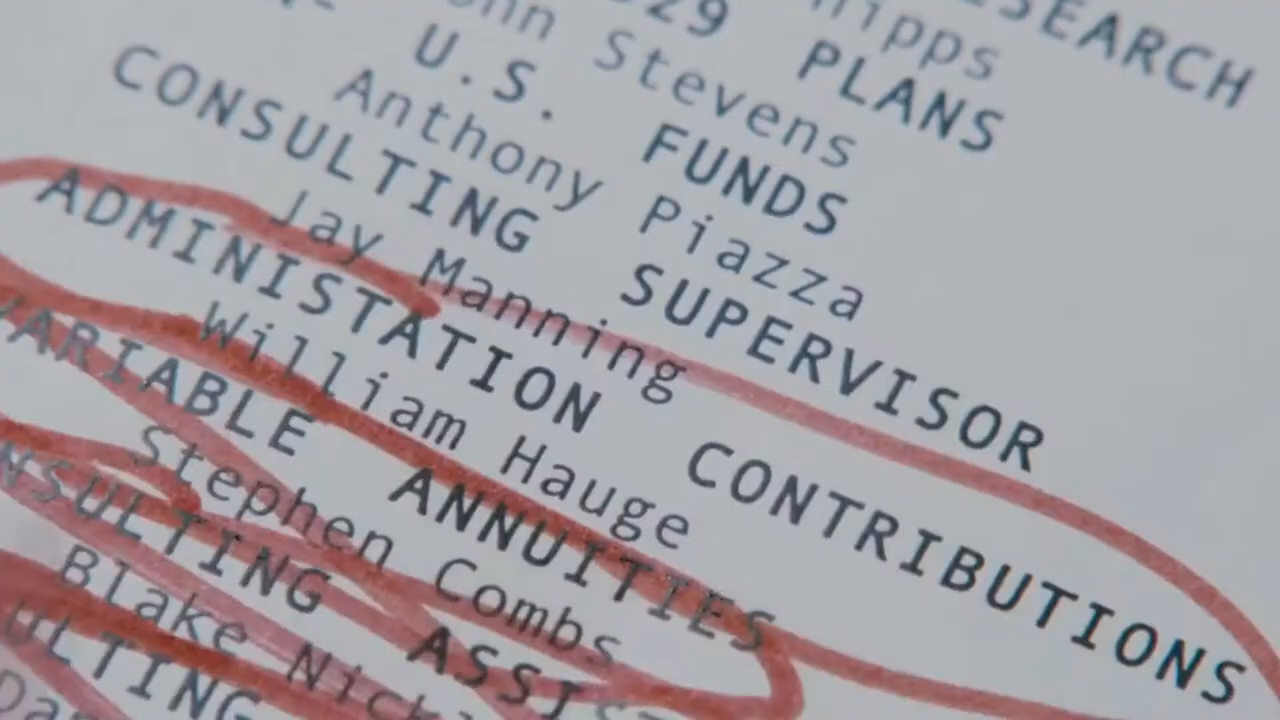 RESEARCH
529 PLANS
Stevens
U.S. FUNDS
Anthony Piazza
CONSULTING SUPERVISOR
Jay Manning
ADMINISTATION CONTRIBUTIONS
William Hauge
VARIABLE ANNUITIES
Stephen Combs
CONSULTING
Blake